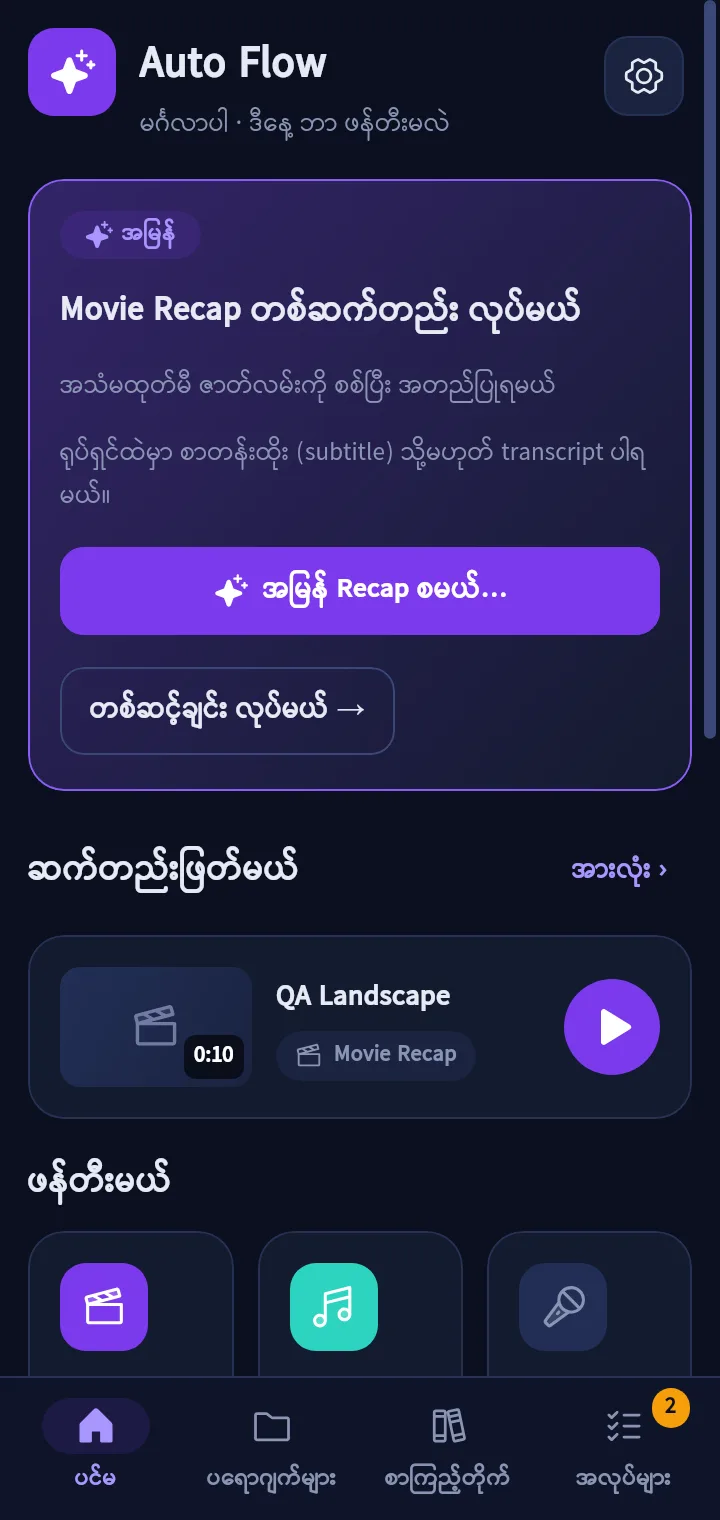 Auto Flow
မင်္ဂလာပါ · ဒီနေ့ ဘာ ဖန်တီးမလဲ
အမြန်
Movie Recap တစ်ဆက်တည်း လုပ်မယ်
အသံမထုတ်မီ ဇာတ်လမ်းကို စစ်ပြီး အတည်ပြုရမယ်
ရုပ်ရှင်ထဲမှာ စာတန်းထိုး (subtitle) သို့မဟုတ် transcript ပါရ
မယ်။
အမြန် Recap စမယ်…
တစ်ဆင့်ချင်း လုပ်မယ် →
ဆက်တည်းဖြတ်မယ်
အားလုံး ›
QA Landscape
0:10
Movie Recap
ဖန်တီးမယ်
2
ပင်မ
ပရောဂျက်များ
စာကြည့်တိုက်
အလုပ်များ